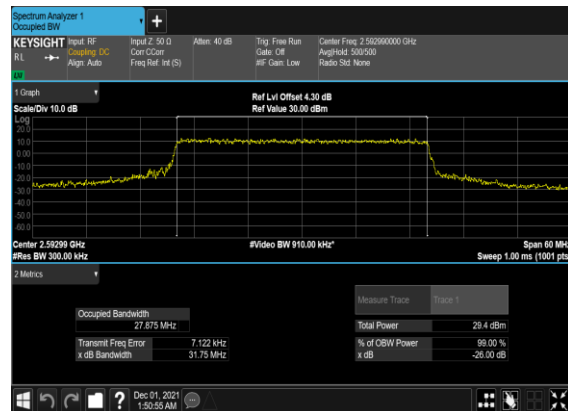 Spectrum Analyzer 1
Occupied BW
+
KEYSIGHT Input: RF Input Z: 50 Ω Atten: 40 dB Trig: Free Run Center Freq: 2.592990000 GHz
RL Coupling: DC Corr CCorr Gate: Off Avg|Hold: 500/500
Align: Auto Freq Ref: Int (S) #IF Gain: Low Radio Std: None
LW
1 Graph
Ref Lvl Offset 4.30 dB
Scale/Div 10.0 dB Ref Value 30.00 dBm
Log
20.0
10.0
0.00
-10.0
-20.0
-30.0
-40.0
-50.0
-60.0
Center 2.59299 GHz #Video BW 910.00 kHz* Span 60 MHz
#Res BW 300.00 kHz Sweep 1.00 ms (1001 pts)
2 Metrics
Measure Trace Trace 1
Occupied Bandwidth
27.875 MHz Total Power 29.4 dBm
Transmit Freq Error 7.122 kHz % of OBW Power 99.00 %
x dB Bandwidth 31.75 MHz x dB -26.00 dB
? Dec 01, 2021
1:50:55 AM